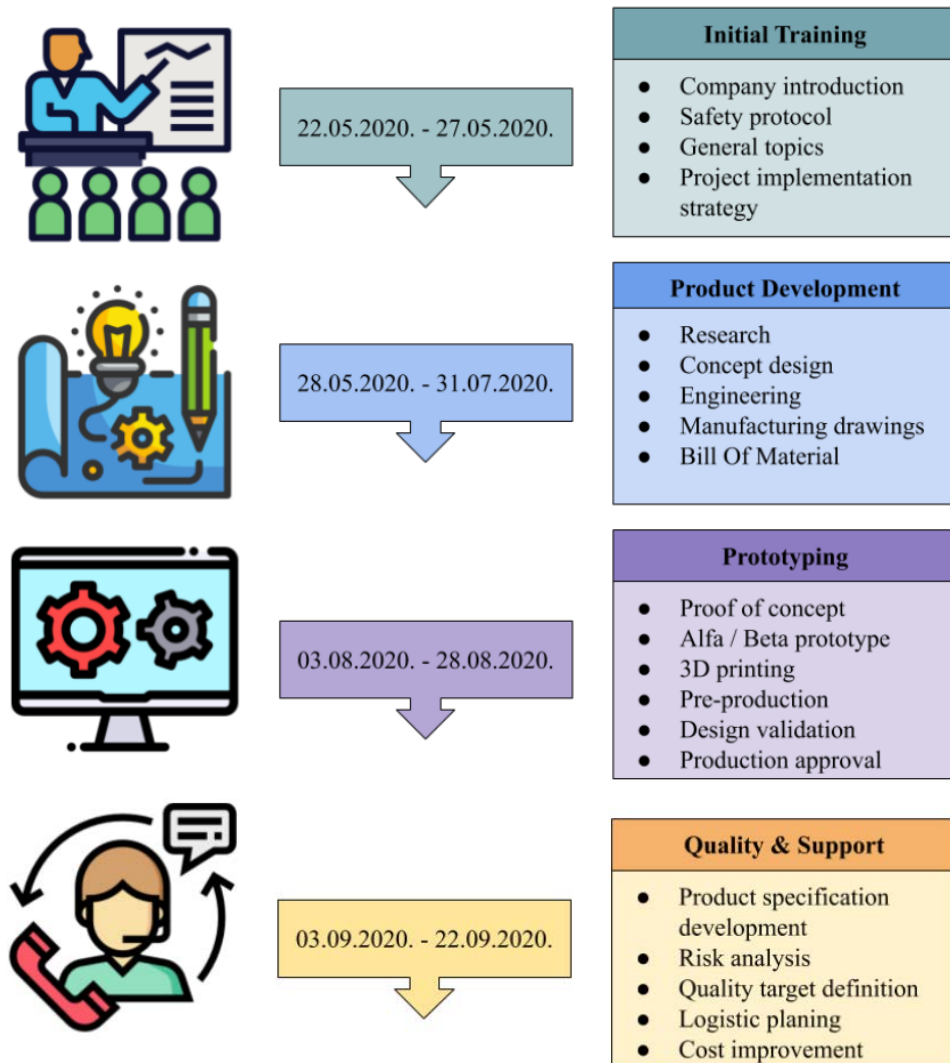 Initial Training
22.05.2020. - 27.05.2020.
● Company introduction
● Safety protocol
● General topics
● Project implementation
strategy
Product Development
28.05.2020. - 31.07.2020.
● Research
● Concept design
● Engineering
● Manufacturing drawings
● Bill Of Material
Prototyping
03.08.2020. - 28.08.2020.
● Proof of concept
● Alfa / Beta prototype
● 3D printing
● Pre-production
● Design validation
● Production approval
Quality & Support
03.09.2020. - 22.09.2020.
● Product specification
development
● Risk analysis
● Quality target definition
● Logistic planing
● Cost improvement